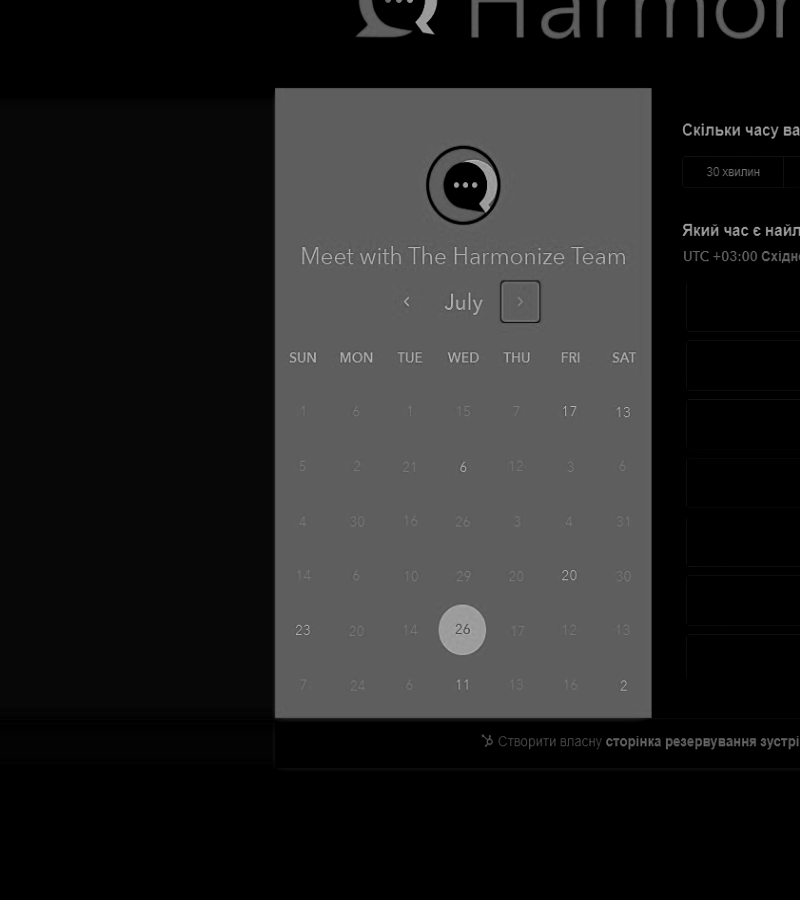 Harmon
Скільки часу ва
30 хвилин
Meet with The Harmonize Team
Який час є найл
UTC +03:00 Східн
‹ July ›
SUN MON TUE WED THU FRI SAT
1 6 1 15 7 17 13
5 2 21 6 12 3 6
4 30 16 26 3 4 31
14 6 10 29 20 20 30
23 20 14 26 17 12 13
7 24 6 11 13 16 2
Створити власну сторінка резервування зустрі